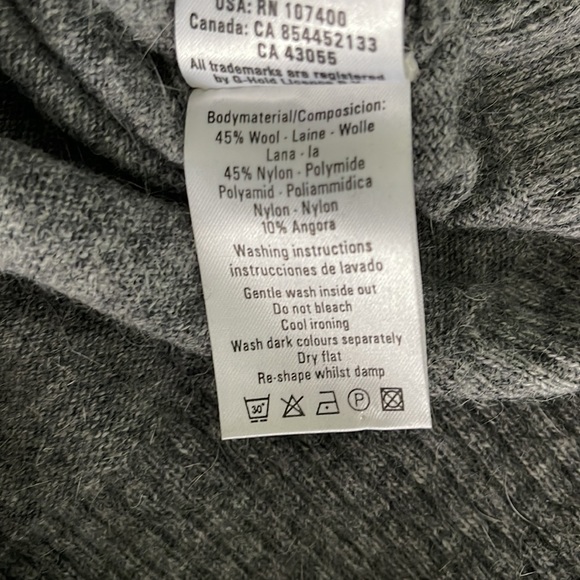 USA: RN 107400
Canada: CA 854452133
CA 43055
All trademarks are registered
by G-Hold
Bodymaterial/Composicion:
45% Wool - Laine - Wolle
Lana - la
45% Nylon - Polymide
Polyamid - Poliammidica
Nylon - Nylon
10% Angora
Washing instructions
instrucciones de lavado
Gentle wash inside out
Do not bleach
Cool ironing
Wash dark colours separately
Dry flat
Re-shape whilst damp
30° P